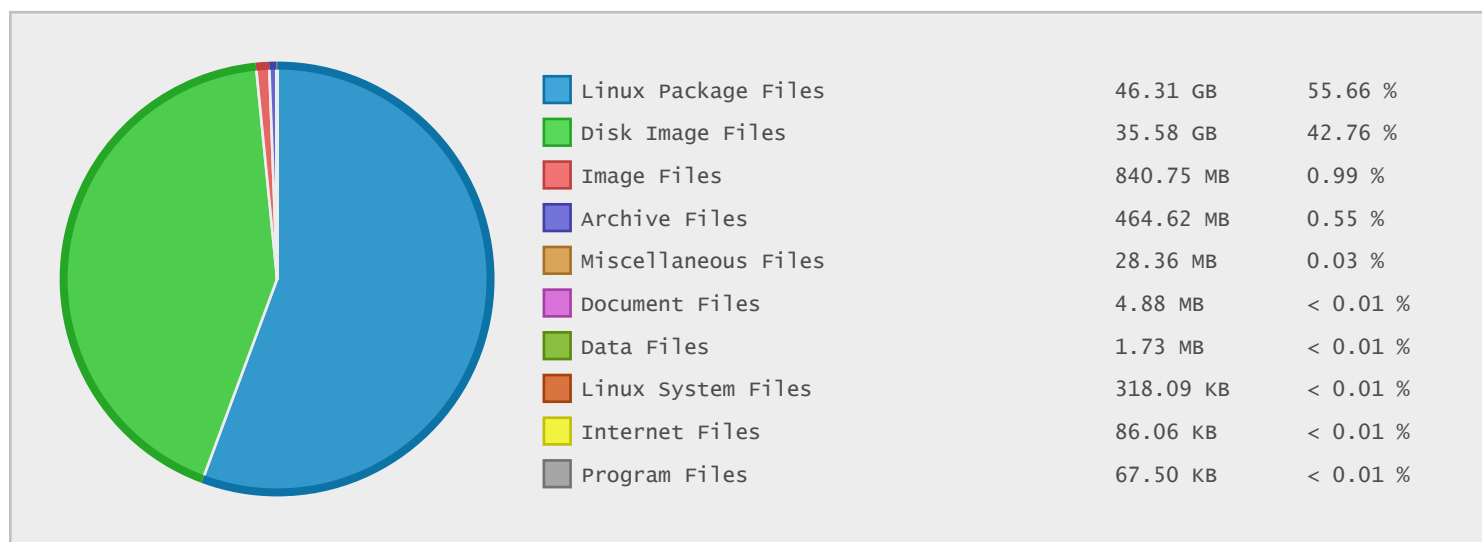 Linux Package Files 46.31 GB 55.66 %
Disk Image Files 35.58 GB 42.76 %
Image Files 840.75 MB 0.99 %
Archive Files 464.62 MB 0.55 %
Miscellaneous Files 28.36 MB 0.03 %
Document Files 4.88 MB < 0.01 %
Data Files 1.73 MB < 0.01 %
Linux System Files 318.09 KB < 0.01 %
Internet Files 86.06 KB < 0.01 %
Program Files 67.50 KB < 0.01 %